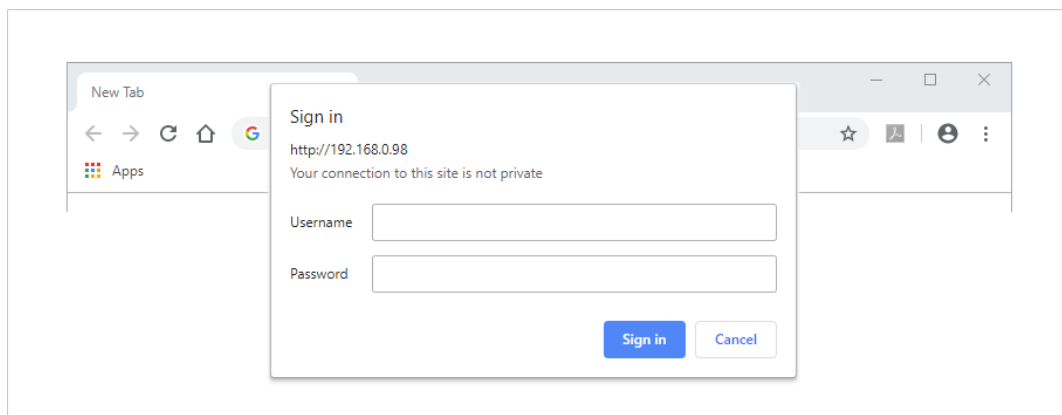 New Tab
Apps
Sign in
http://192.168.0.98
Your connection to this site is not private
Username
Password
Sign in
Cancel